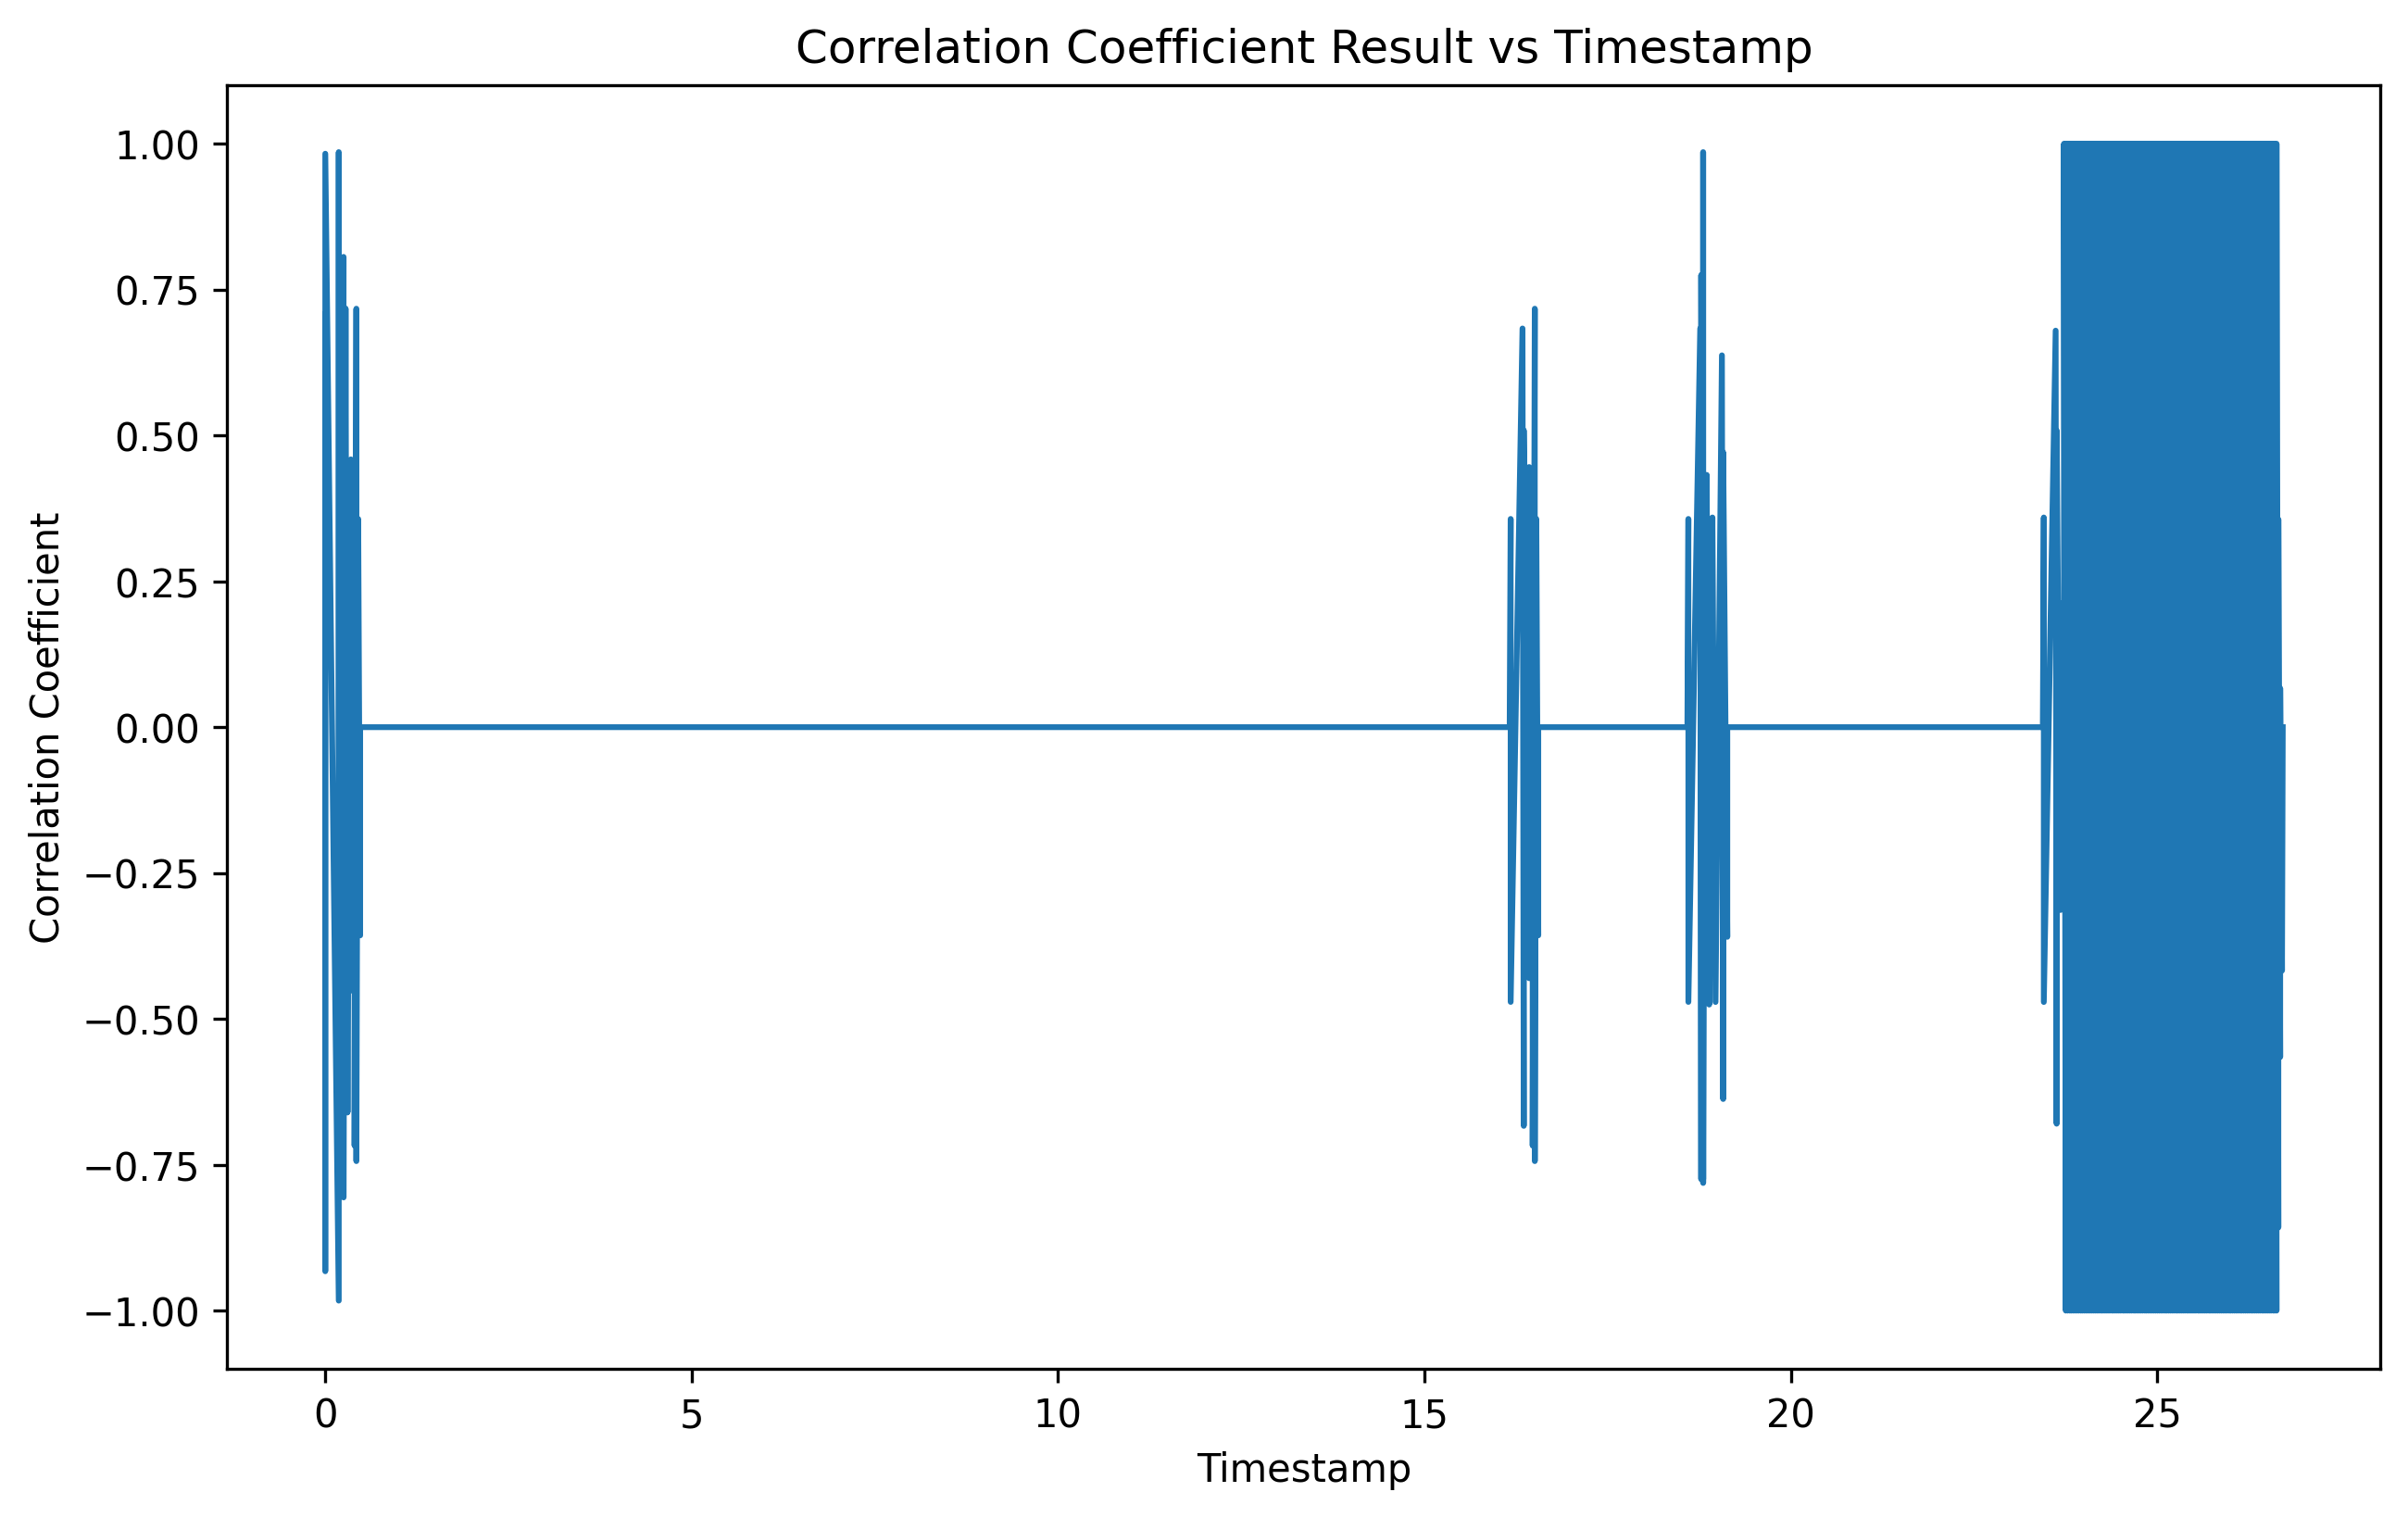 Correlation Coefficient Result vs Timestamp
Correlation Coefficient
1.00
0.75
0.50
0.25
0.00
−0.25
−0.50
−0.75
−1.00
0 5 10 15 20 25
Timestamp